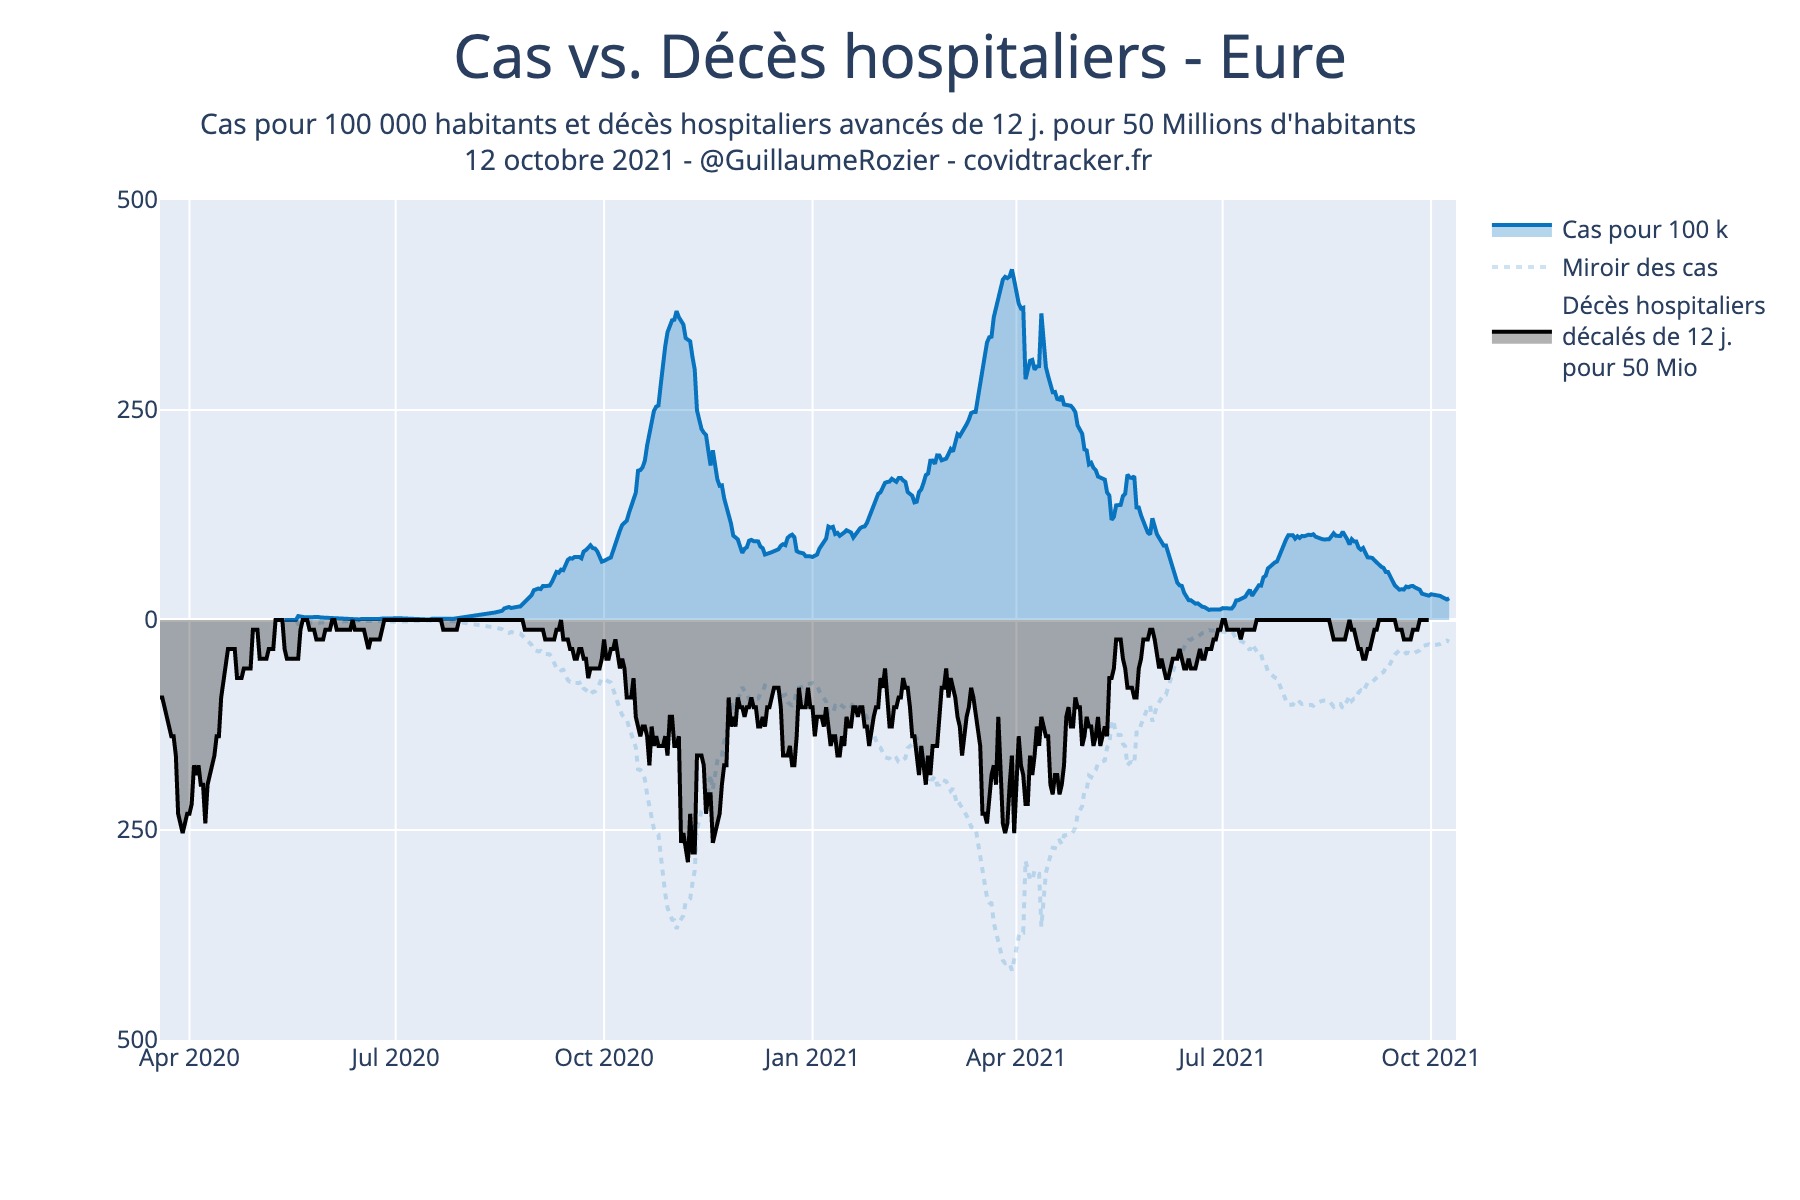 Cas vs. Décès hospitaliers - Eure
Cas pour 100 000 habitants et décès hospitaliers avancés de 12 j. pour 50 Millions d'habitants
12 octobre 2021 - @GuillaumeRozier - covidtracker.fr
500
250
0
250
500
Apr 2020
Jul 2020
Oct 2020
Jan 2021
Apr 2021
Jul 2021
Oct 2021
Cas pour 100 k
Miroir des cas
Décès hospitaliers
décalés de 12 j.
pour 50 Mio